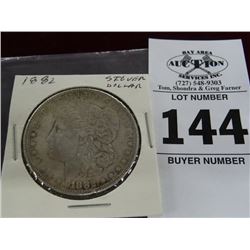 1882 SILVER
DOLLAR
BAY AREA
AUCTION
SERVICES INC.
(727) 548-9303
Tom, Shondra & Greg Farner
LOT NUMBER
144
BUYER NUMBER